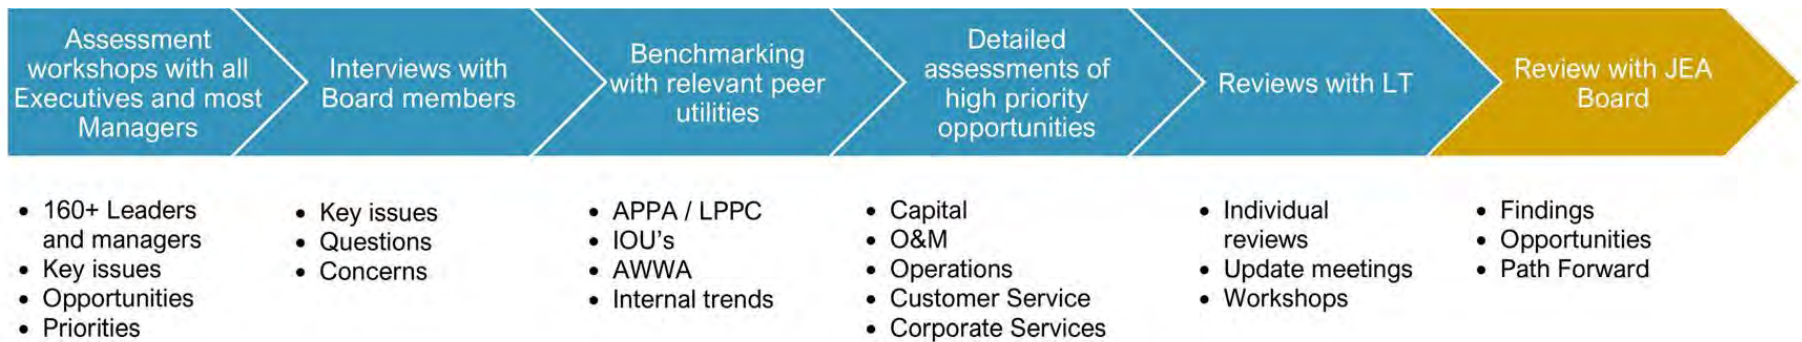 Assessment
workshops with all
Executives and most
Managers
Interviews with
Board members
Benchmarking
with relevant peer
utilities
Detailed
assessments of
high priority
opportunities
Reviews with LT
Review with JEA
Board
• 160+ Leaders
and managers
• Key issues
• Opportunities
• Priorities
• Key issues
• Questions
• Concerns
• APPA / LPPC
• IOU's
• AWWA
• Internal trends
• Capital
• O&M
• Operations
• Customer Service
• Corporate Services
• Individual
reviews
• Update meetings
• Workshops
• Findings
• Opportunities
• Path Forward